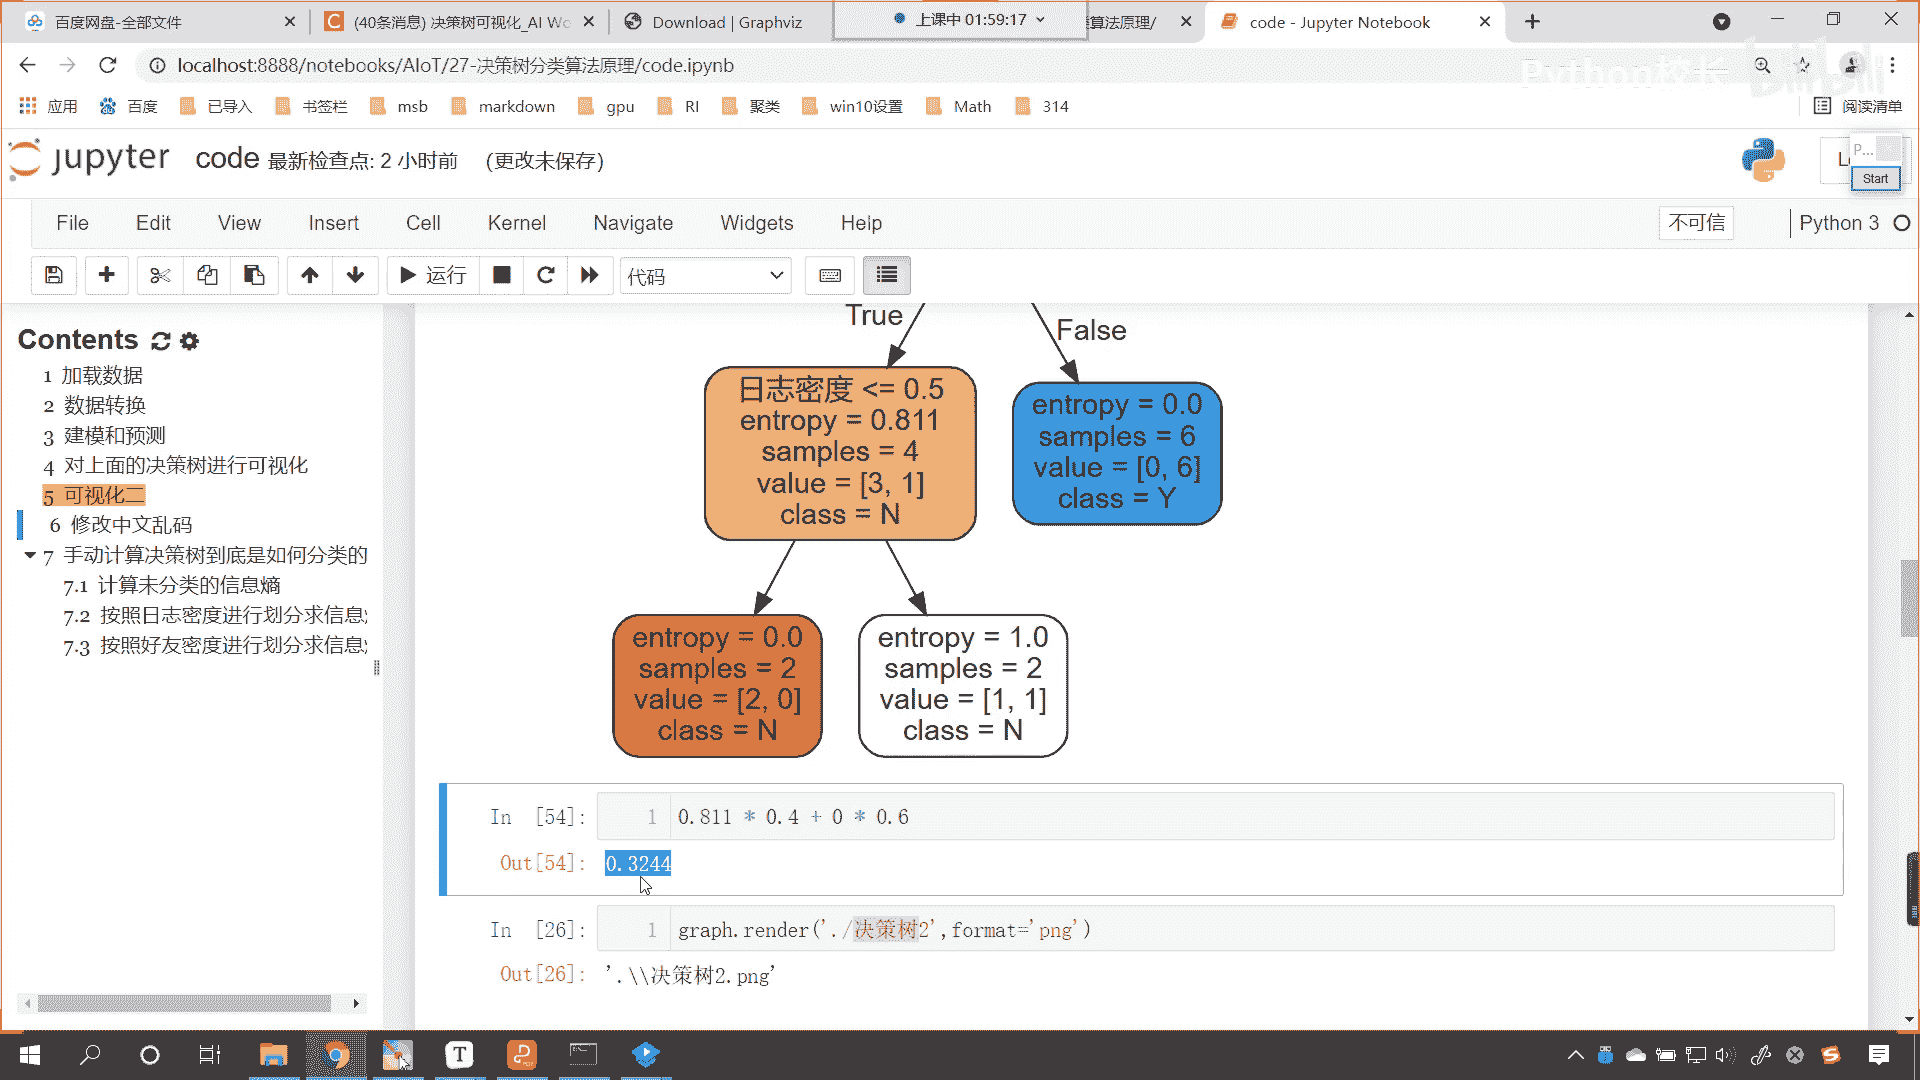 百度网盘-全部文件
(40条消息) 决策树可视化_AI Wo
Download | Graphviz
上课中 01:59:17
算法原理/
code - Jupyter Notebook
localhost:8888/notebooks/AIoT/27-决策树分类算法原理/code.ipynb
Python校长
bilibili
应用
百度
已导入
书签栏
msb
markdown
gpu
RI
聚类
win10设置
Math
314
阅读清单
jupyter
code 最新检查点: 2 小时前 (更改未保存)
P...
Start
File
Edit
View
Insert
Cell
Kernel
Navigate
Widgets
Help
不可信
Python 3
运行
代码
Contents
1 加载数据
2 数据转换
3 建模和预测
4 对上面的决策树进行可视化
5 可视化二
6 修改中文乱码
7 手动计算决策树到底是如何分类的
7.1 计算未分类的信息熵
7.2 按照日志密度进行划分求信息
7.3 按照好友密度进行划分求信息
True
False
日志密度 <= 0.5
entropy = 0.811
samples = 4
value = [3, 1]
class = N
entropy = 0.0
samples = 6
value = [0, 6]
class = Y
entropy = 0.0
samples = 2
value = [2, 0]
class = N
entropy = 1.0
samples = 2
value = [1, 1]
class = N
In [54]:
1 0.811 * 0.4 + 0 * 0.6
Out[54]: 0.3244
In [26]:
1 graph.render('./决策树2',format='png')
Out[26]: '.\\决策树2.png'